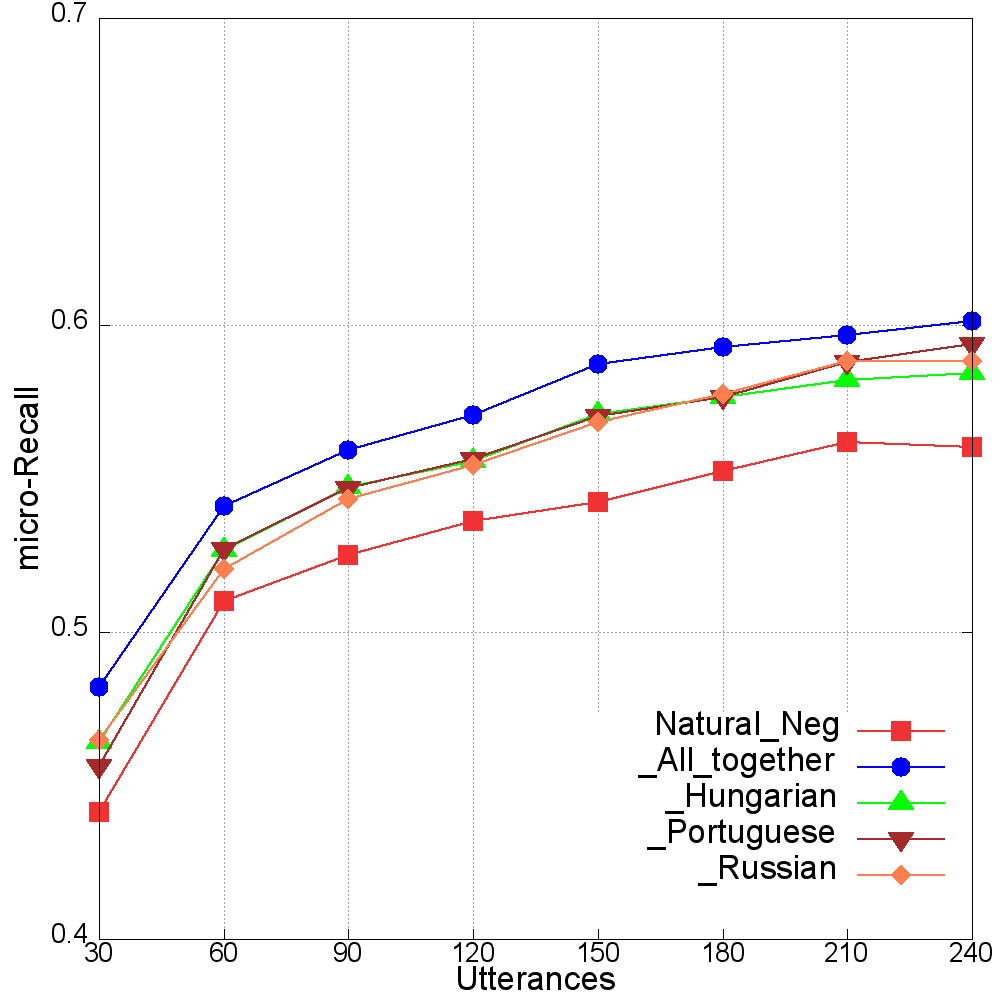 0.7
0.6
0.5
0.4
micro-Recall
Natural_Neg
_All_together
_Hungarian
_Portuguese
_Russian
30 60 90 120 150 180 210 240
Utterances